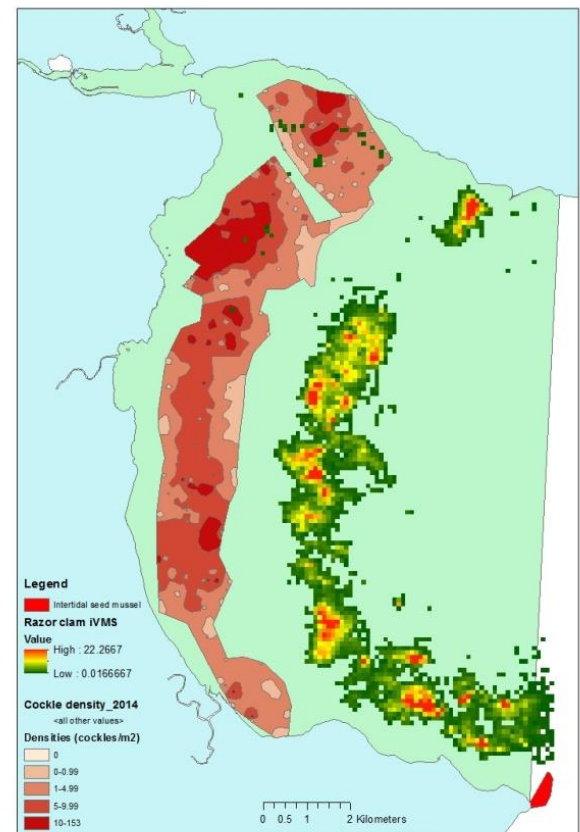 Legend
Intertidal seed mussel
Razor clam iVMS
Value
High : 22.2667
Low : 0.0166667
Cockle density_2014
<all other values>
Densities (cockles/m2)
0
0-0.99
1-4.99
5-9.99
10-153
0 0.5 1 2 Kilometers